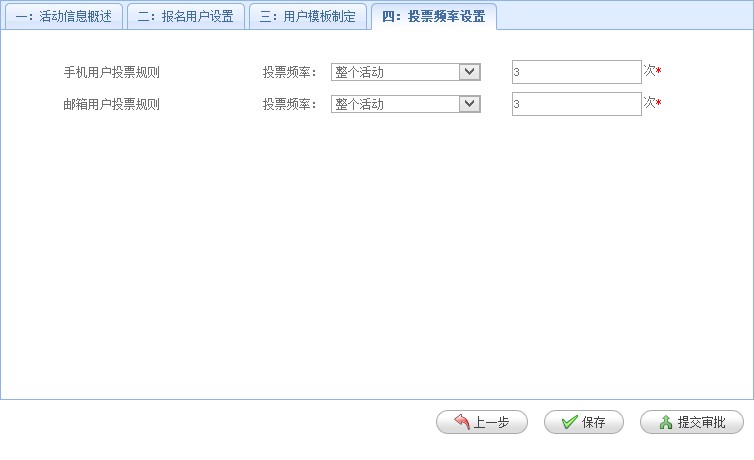 一：活动信息概述 二：报名用户设置 三：用户模板制定 四：投票频率设置
手机用户投票规则 投票频率： 整个活动 3 次*
邮箱用户投票规则 投票频率： 整个活动 3 次*
上一步 保存 提交审批